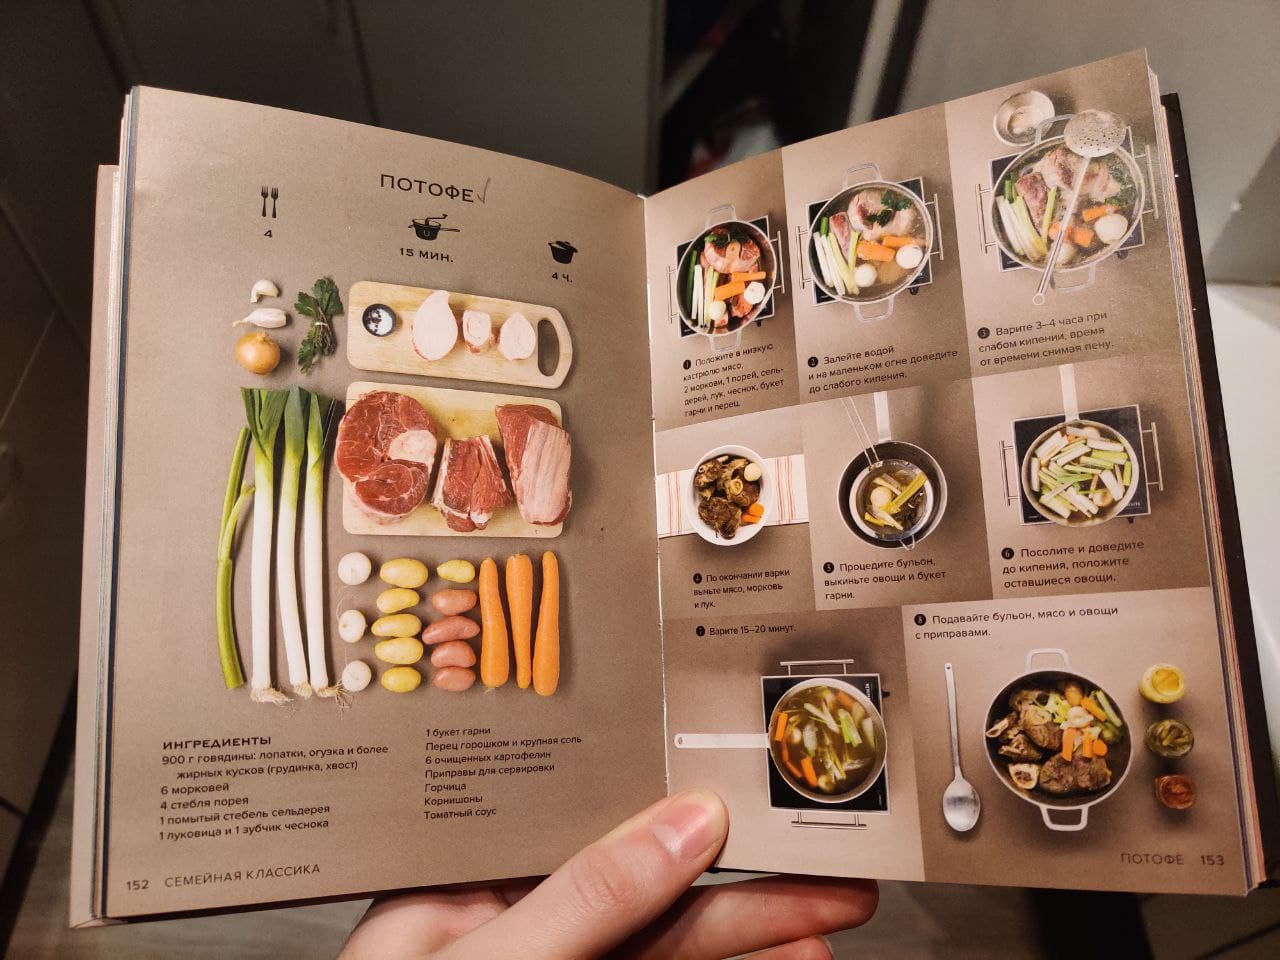 ПОТОФЕ
4
15 МИН.
4 Ч.
ИНГРЕДИЕНТЫ
900 г говядины: лопатки, огузка и более
жирных кусков (грудинка, хвост)
6 морковей
4 стебля порея
1 помытый стебель сельдерея
1 луковица и 1 зубчик чеснока
1 букет гарни
Перец горошком и крупная соль
6 очищенных картофелин
Приправы для сервировки
Горчица
Корнишоны
Томатный соус
152 СЕМЕЙНАЯ КЛАССИКА
1 Положите в низкую
кастрюлю мясо,
2 моркови, 1 порей, сель-
дерей, лук, чеснок, букет
гарни и перец.
2 Залейте водой
и на маленьком огне доведите
до слабого кипения.
3 Варите 3–4 часа при
слабом кипении, время
от времени снимая пену.
4 По окончании варки
выньте мясо, морковь
и лук.
5 Процедите бульон,
выкиньте овощи и букет
гарни.
6 Посолите и доведите
до кипения, положите
оставшиеся овощи.
7 Варите 15–20 минут.
8 Подавайте бульон, мясо и овощи
с приправами.
ПОТОФЕ 153